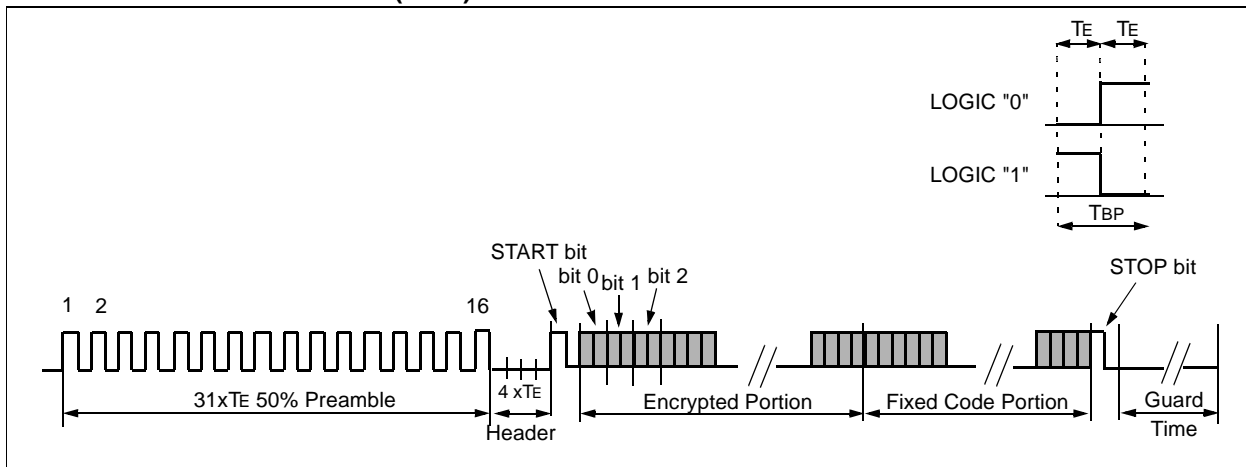 TE TE
LOGIC "0"
LOGIC "1"
TBP
START bit
bit 0 bit 1 bit 2
STOP bit
1 2 16
31xTE 50% Preamble
4 xTE
Header
Encrypted Portion
Fixed Code Portion
Guard
Time